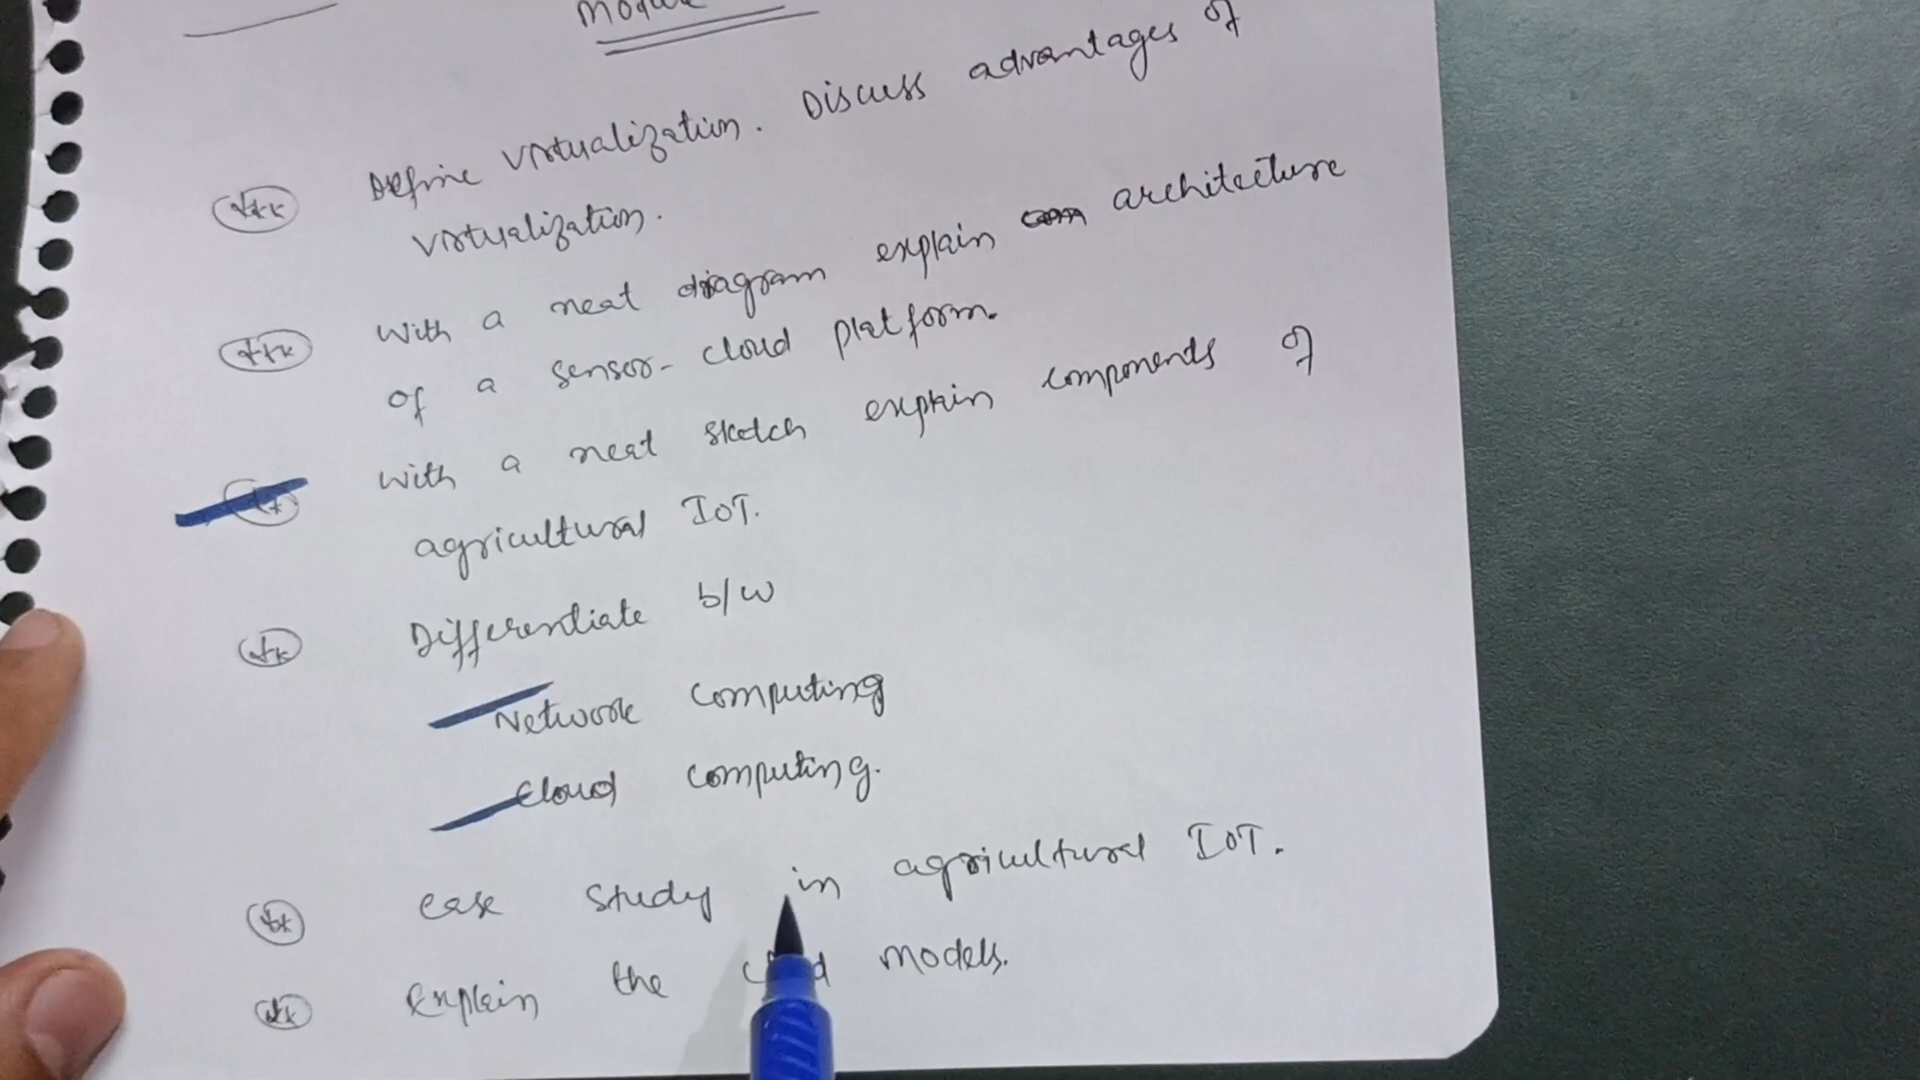 Define virtualization. Discuss advantages of
virtualization.
With a neat diagram explain architecture
of a sensor-cloud platform.
With a neat sketch explain components of
agricultural IoT.
Differentiate b/w
Network computing
Cloud computing.
case study in agricultural IoT.
Explain the models.